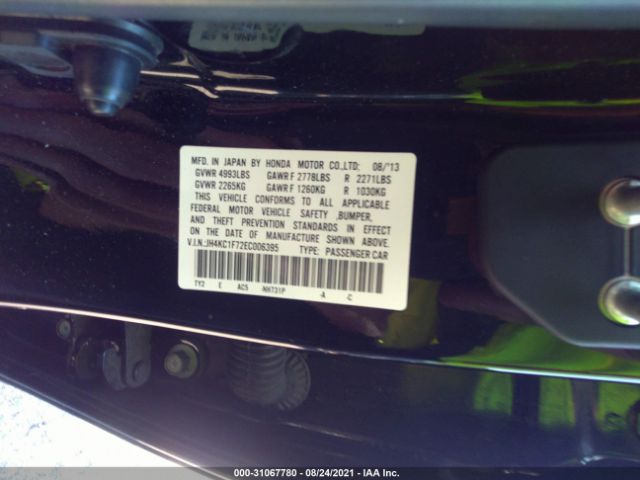 MFD. IN JAPAN BY HONDA MOTOR CO.,LTD. 08/'13
GVWR 4993LBS GAWR F 2778LBS R 2271LBS
GVWR 2265KG GAWR F 1260KG R 1030KG
THIS VEHICLE CONFORMS TO ALL APPLICABLE
FEDERAL MOTOR VEHICLE SAFETY ,BUMPER,
AND THEFT PREVENTION STANDARDS IN EFFECT
ON THE DATE OF MANUFACTURE SHOWN ABOVE.
V.I.N.:JH4KC1F72EC006395 TYPE: PASSENGER CAR
TY2 E AC5 NH731P -A -C
000-31067780 - 08/24/2021 - IAA Inc.